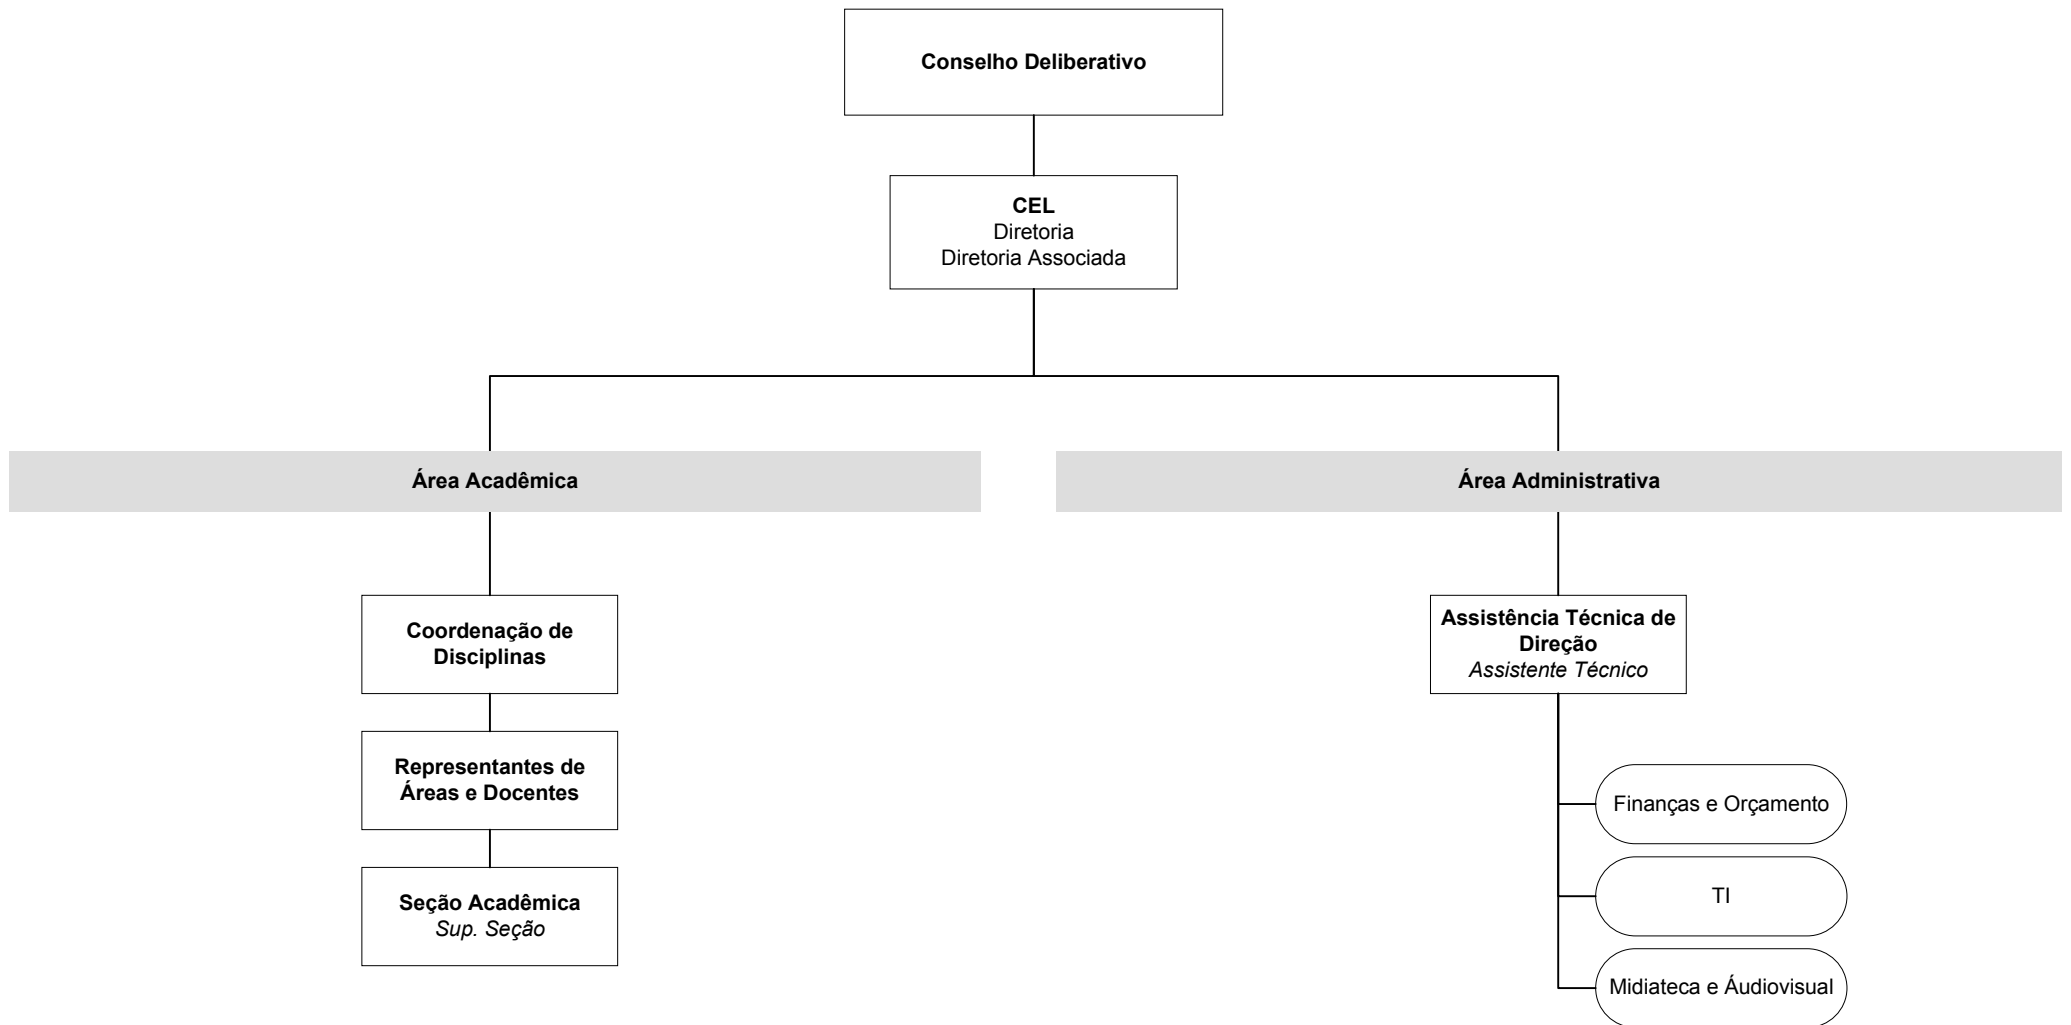 Conselho Deliberativo
CEL
Diretoria
Diretoria Associada
Área Acadêmica
Área Administrativa
Coordenação de
Disciplinas
Representantes de
Áreas e Docentes
Seção Acadêmica
Sup. Seção
Assistência Técnica de
Direção
Assistente Técnico
Finanças e Orçamento
TI
Midiateca e Áudiovisual